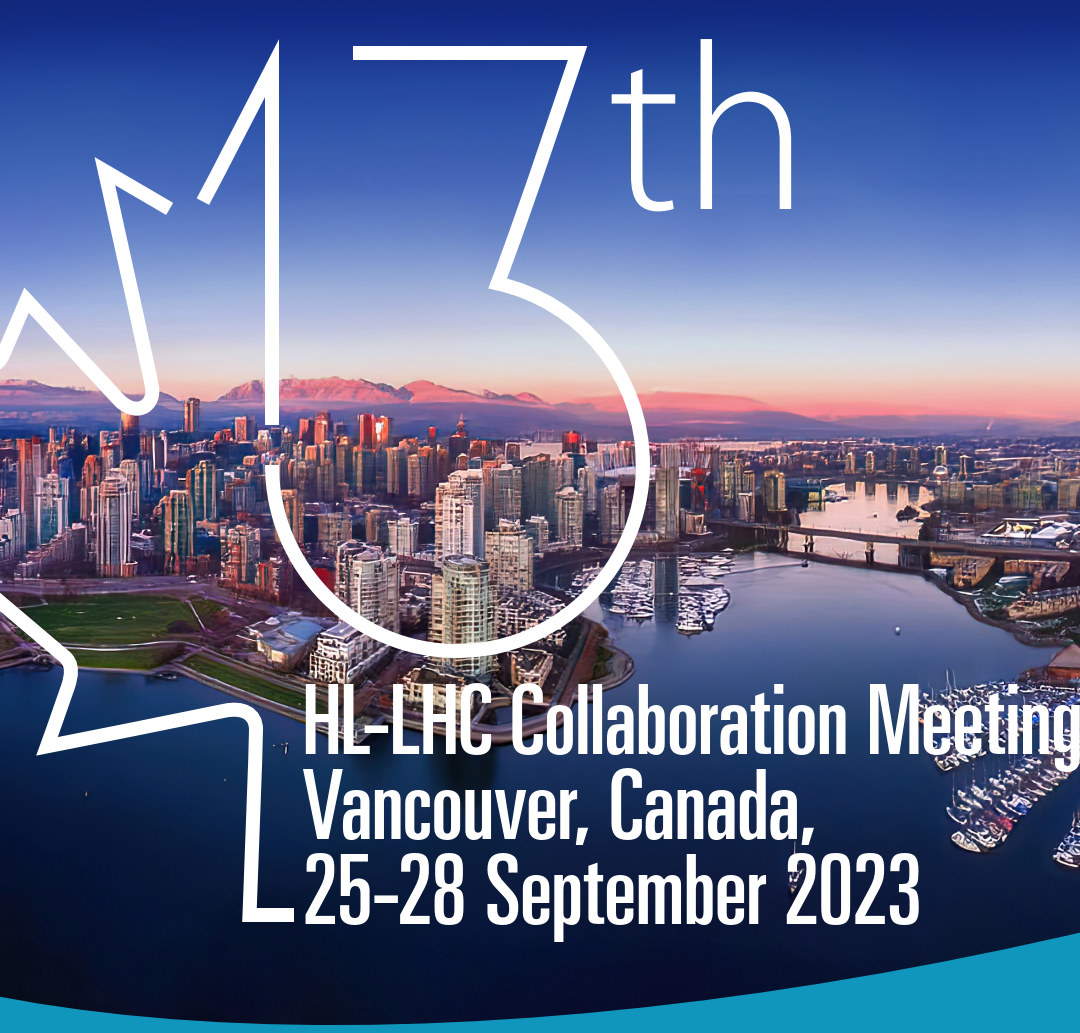 13th
HL-LHC Collaboration Meeting
Vancouver, Canada,
25-28 September 2023